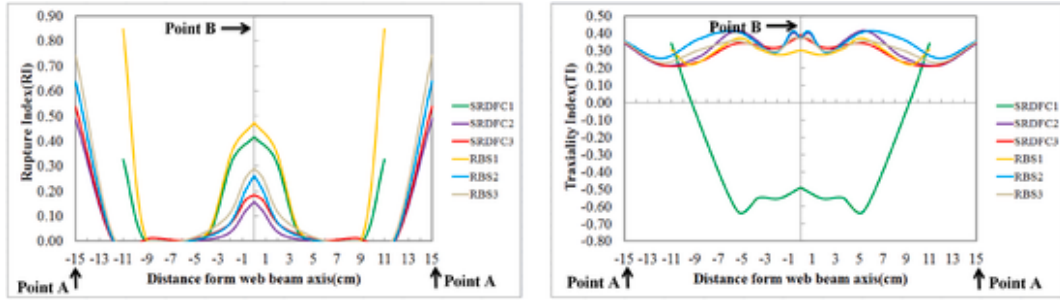 0.90
0.80
0.70
0.60
0.50
0.40
0.30
0.20
0.10
0.00
Rupture Index(RI)
Point B
-15 -13 -11 -9 -7 -5 -3 -1 1 3 5 7 9 11 13 15
Point A
Distance form web beam axis(cm)
Point A
SRDFC1
SRDFC2
SRDFC3
RBS1
RBS2
RBS3
0.50
0.40
0.30
0.20
0.10
0.00
-0.10
-0.20
-0.30
-0.40
-0.50
-0.60
-0.70
-0.80
Traxiality Index(TI)
Point B
-15 -13 -11 -9 -7 -5 -3 -1 1 3 5 7 9 11 13 15
Point A
Distance form web beam axis(cm)
Point A
SRDFC1
SRDFC2
SRDFC3
RBS1
RBS2
RBS3